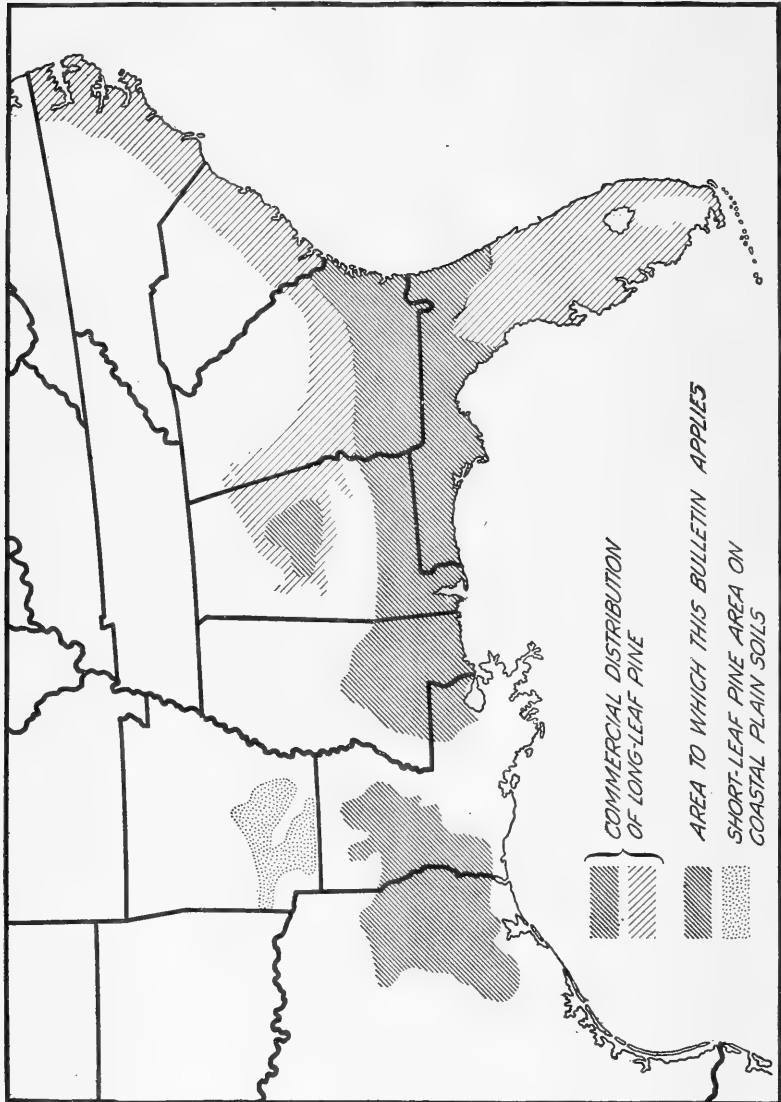 COMMERCIAL DISTRIBUTION
OF LONG-LEAF PINE
AREA TO WHICH THIS BULLETIN APPLIES
SHORT-LEAF PINE AREA ON
COASTAL PLAIN SOILS